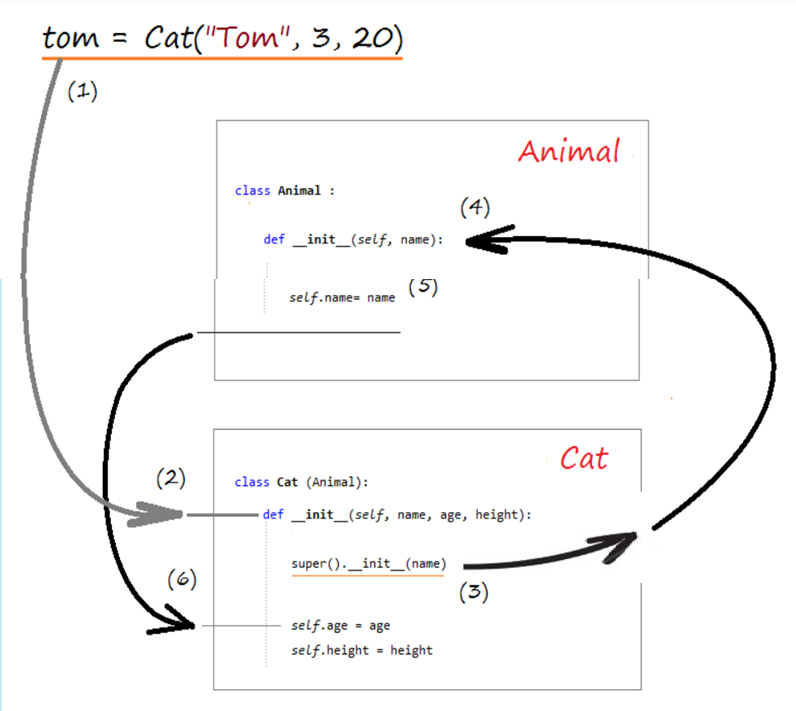 tom = Cat("Tom", 3, 20)
(1)
Animal
class Animal :
(4)
def __init__(self, name):
(5)
self.name= name
Cat
(2)
class Cat (Animal):
def __init__(self, name, age, height):
super().__init__(name)
(6)
(3)
self.age = age
self.height = height